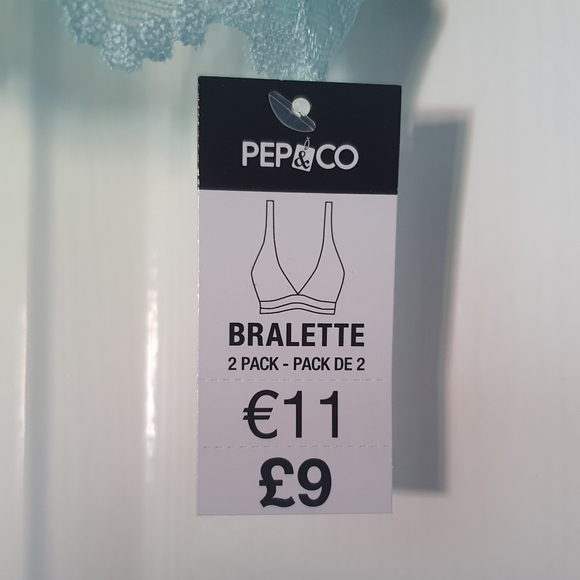 PEP&CO
BRALETTE
2 PACK - PACK DE 2
€11
£9